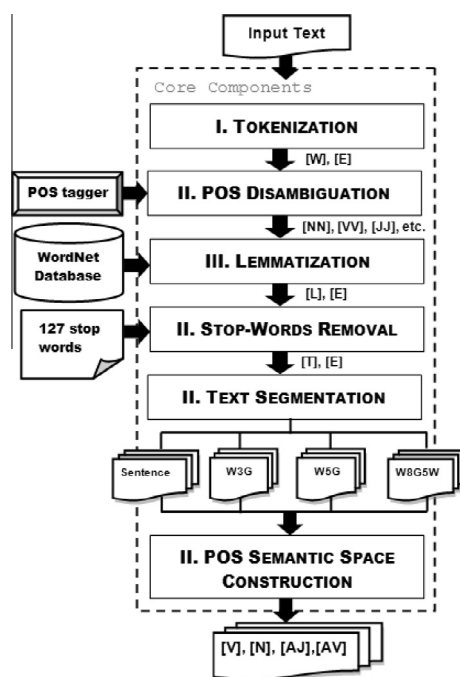 Input Text
Core Components
I. TOKENIZATION
[W], [E]
POS tagger
II. POS DISAMBIGUATION
[NN], [VV], [JJ], etc.
WordNet
Database
III. LEMMATIZATION
[L], [E]
127 stop
words
II. STOP-WORDS REMOVAL
[T], [E]
II. TEXT SEGMENTATION
Sentence
W3G
W5G
W8G5W
II. POS SEMANTIC SPACE
CONSTRUCTION
[V], [N], [AJ],[AV]